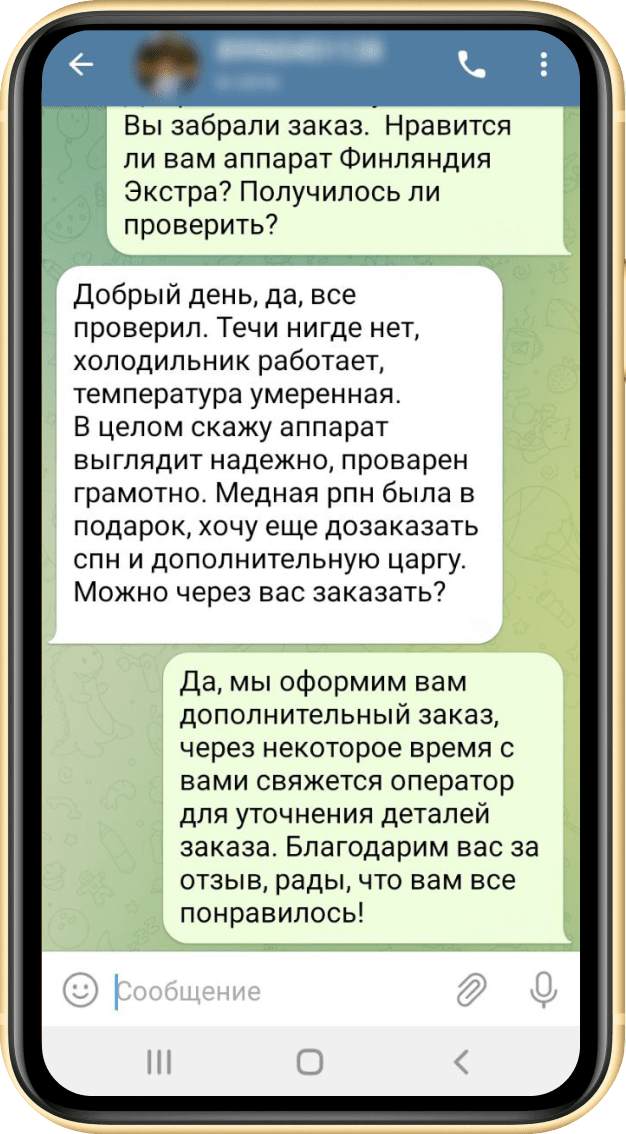 Вы забрали заказ. Нравится
ли вам аппарат Финляндия
Экстра? Получилось ли
проверить?
Добрый день, да, все
проверил. Течи нигде нет,
холодильник работает,
температура умеренная.
В целом скажу аппарат
выглядит надежно, проварен
грамотно. Медная рпн была в
подарок, хочу еще дозаказать
спн и дополнительную царгу.
Можно через вас заказать?
Да, мы оформим вам
дополнительный заказ,
через некоторое время с
вами свяжется оператор
для уточнения деталей
заказа. Благодарим вас за
отзыв, рады, что вам все
понравилось!
Сообщение